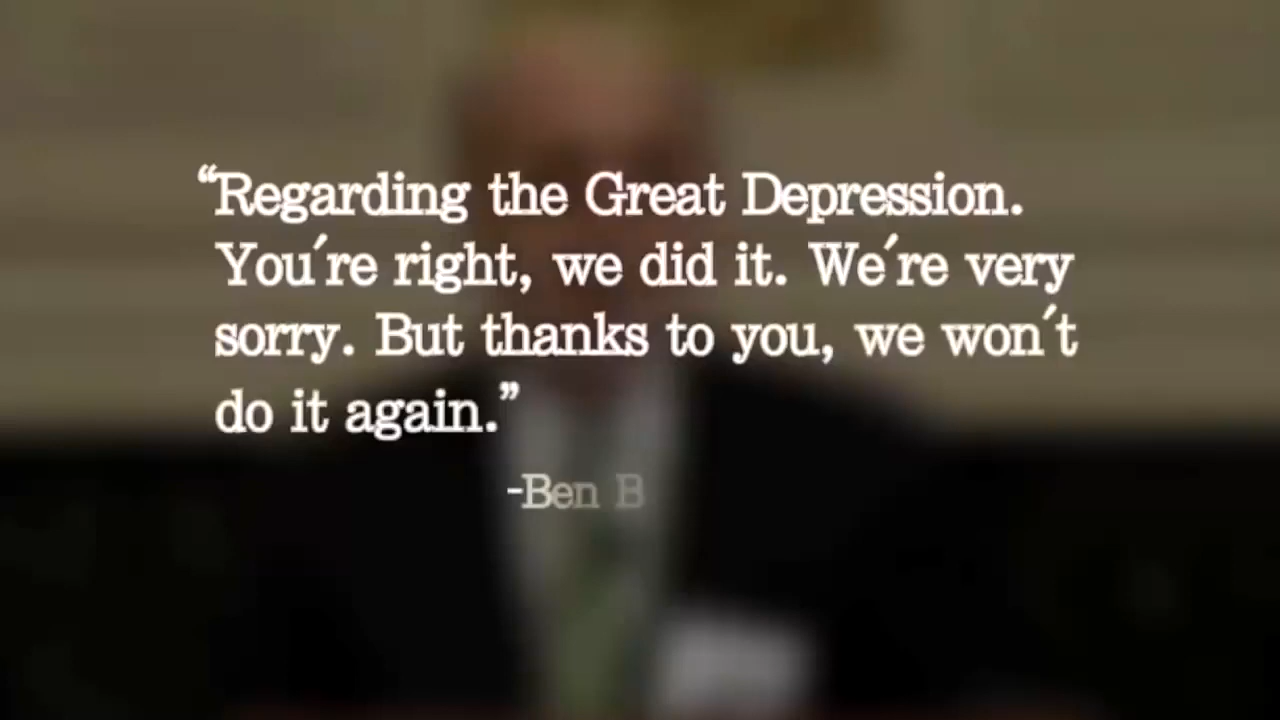 “Regarding the Great Depression.
You´re right, we did it. We´re very
sorry. But thanks to you, we won´t
do it again.”
-Ben B